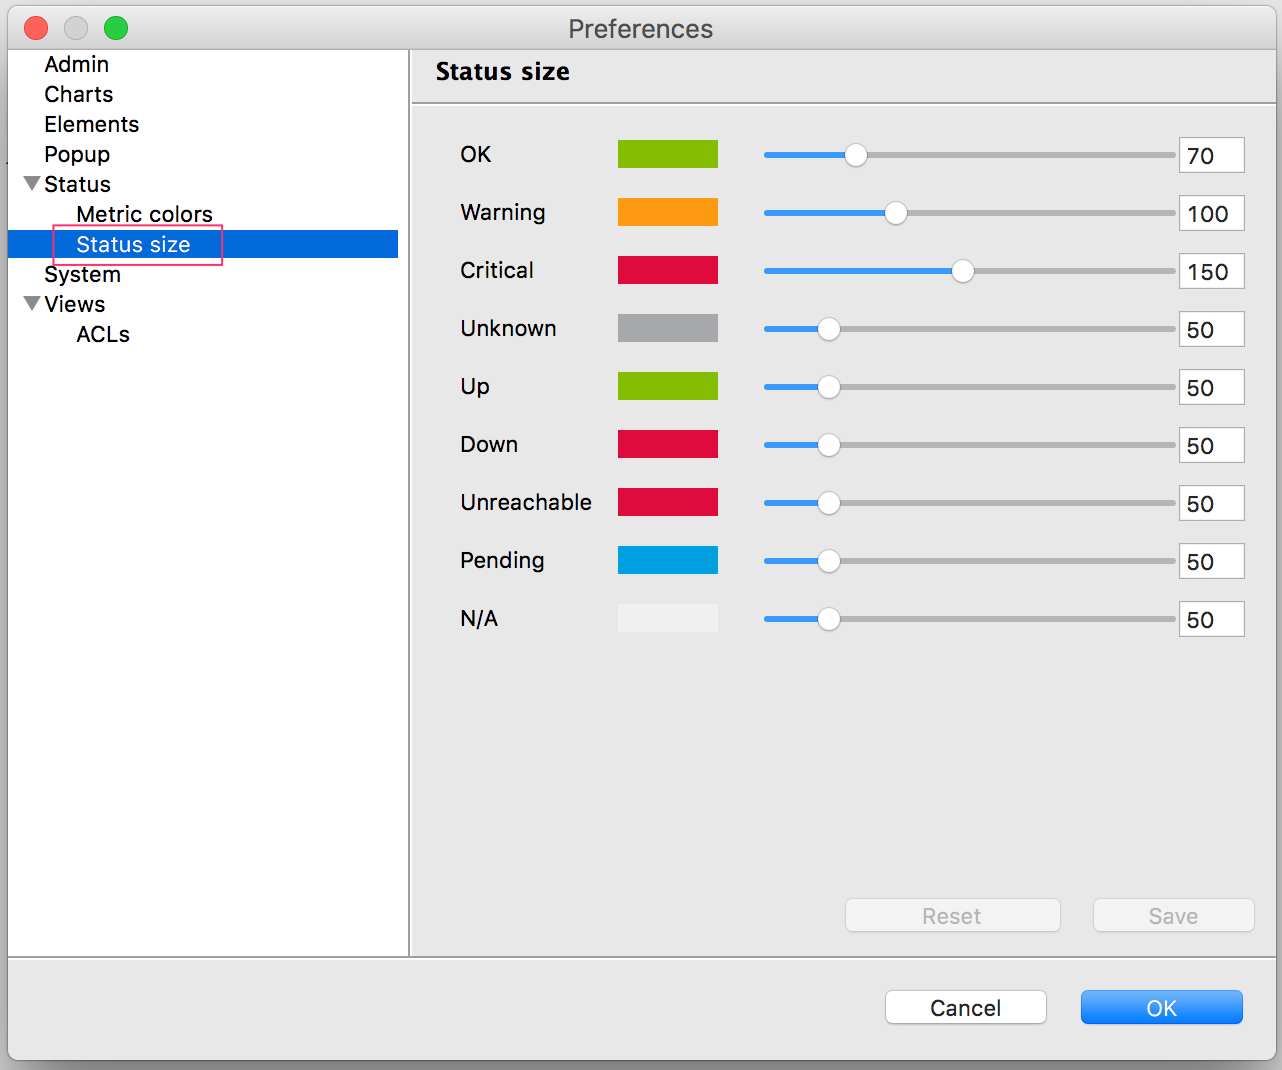 Preferences
Admin
Charts
Elements
Popup
Status
Metric colors
Status size
System
Views
ACLs
Status size
OK 70
Warning 100
Critical 150
Unknown 50
Up 50
Down 50
Unreachable 50
Pending 50
N/A 50
Reset Save
Cancel OK